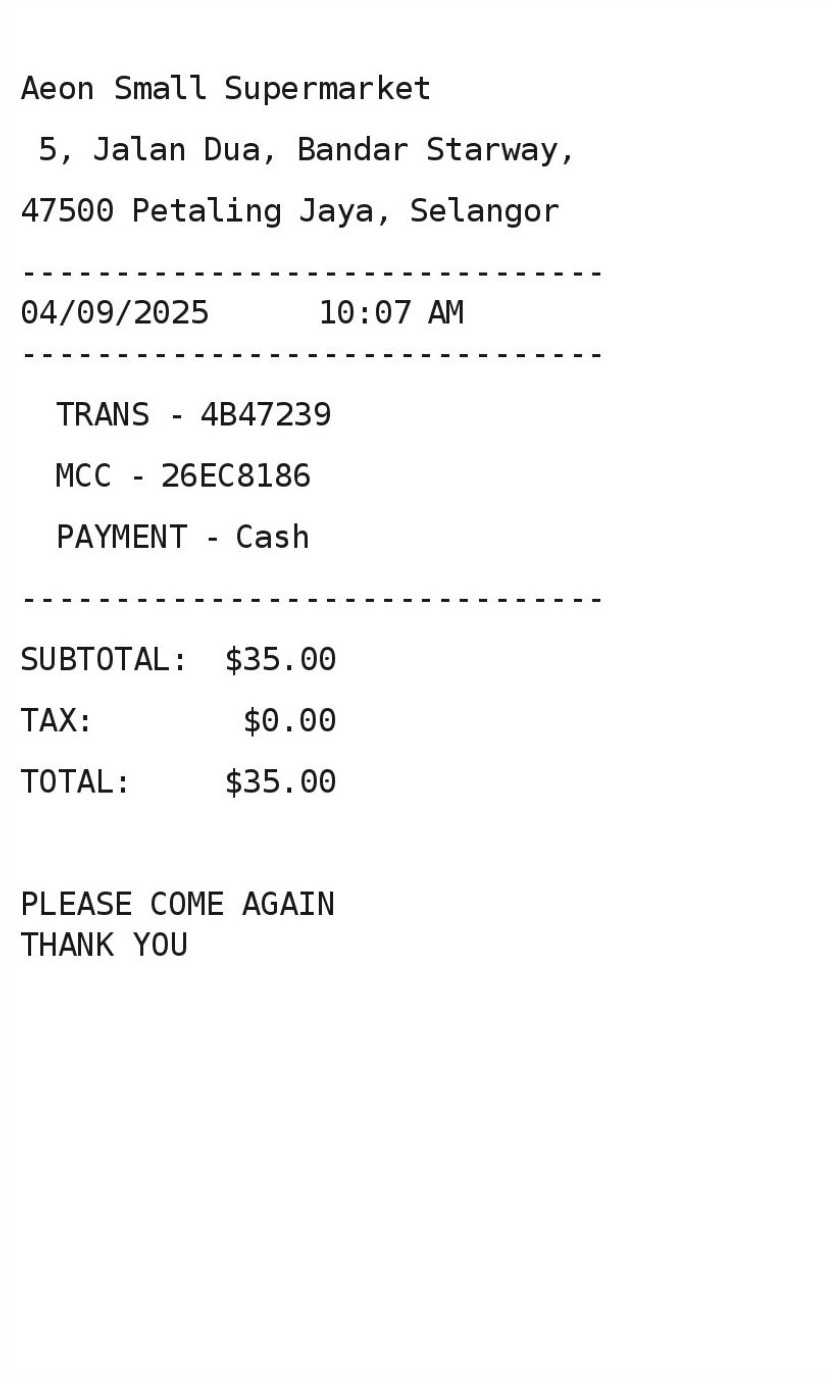 Aeon Small Supermarket
5, Jalan Dua, Bandar Starway,
47500 Petaling Jaya, Selangor
--------------------------------
04/09/2025      10:07 AM
--------------------------------
TRANS - 4B47239
MCC - 26EC8186
PAYMENT - Cash
--------------------------------
SUBTOTAL:  $35.00
TAX:        $0.00
TOTAL:     $35.00
PLEASE COME AGAIN
THANK YOU